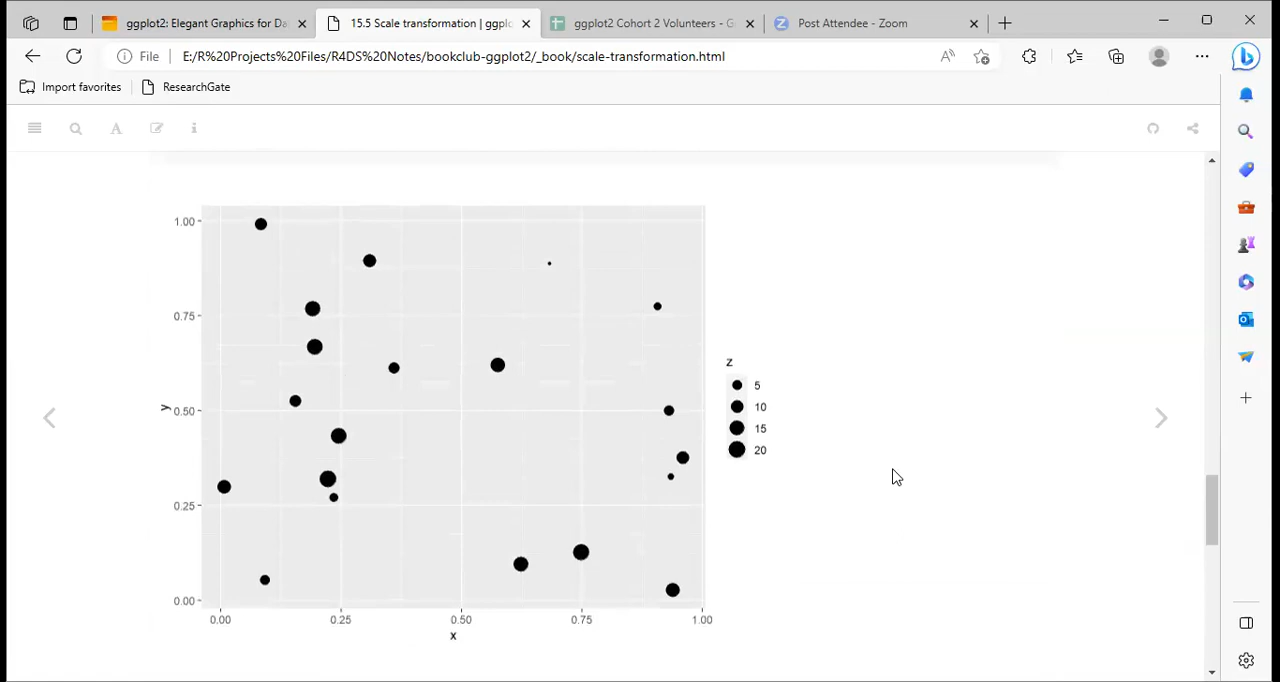 ggplot2: Elegant Graphics for Da
15.5 Scale transformation | ggplo
ggplot2 Cohort 2 Volunteers - G
Post Attendee - Zoom
File
E:/R%20Projects%20Files/R4DS%20Notes/bookclub-ggplot2/_book/scale-transformation.html
Import favorites
ResearchGate
1.00
0.75
0.50
0.25
0.00
y
0.00 0.25 0.50 0.75 1.00
x
z
5
10
15
20